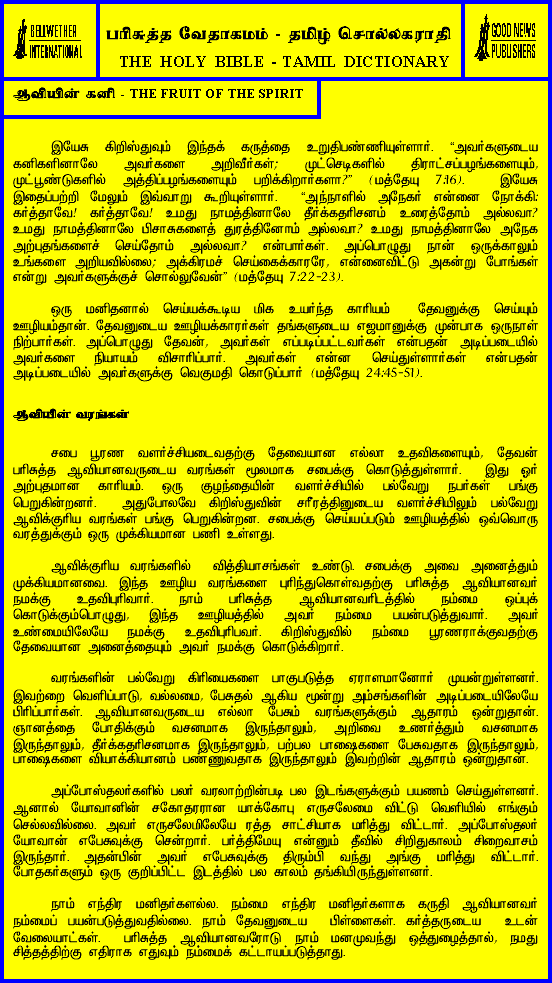 BELLWETHER
INTERNATIONAL
பரிசுத்த வேதாகமம் - தமிழ் சொல்லகராதி
THE HOLY BIBLE - TAMIL DICTIONARY
GOOD NEWS
PUBLISHERS
ஆவியின் கனி - THE FRUIT OF THE SPIRIT
இயேசு கிறிஸ்துவும் இந்தக் கருத்தை உறுதிபண்ணியுள்ளார். “அவர்களுடைய
கனிகளினாலே அவர்களை அறிவீர்கள்; முட்செடிகளில் திராட்சப்பழங்களையும்,
முட்பூண்டுகளில் அத்திப்பழங்களையும் பறிக்கிறார்களா?” (மத்தேயு 7:16). இயேசு
இதைப்பற்றி மேலும் இவ்வாறு கூறியுள்ளார். “அந்நாளில் அநேகர் என்னை நோக்கி:
கர்த்தாவே! கர்த்தாவே! உமது நாமத்தினாலே தீர்க்கதரிசனம் உரைத்தோம் அல்லவா?
உமது நாமத்தினாலே பிசாசுகளைத் துரத்தினோம் அல்லவா? உமது நாமத்தினாலே அநேக
அற்புதங்களைச் செய்தோம் அல்லவா? என்பார்கள். அப்பொழுது நான் ஒருக்காலும்
உங்களை அறியவில்லை; அக்கிரமச் செய்கைக்காரரே, என்னைவிட்டு அகன்று போங்கள்
என்று அவர்களுக்குச் சொல்லுவேன்” (மத்தேயு 7:22-23).
ஒரு மனிதனால் செய்யக்கூடிய மிக உயர்ந்த காரியம் தேவனுக்கு செய்யும்
ஊழியம்தான். தேவனுடைய ஊழியக்காரர்கள் தங்களுடைய எஜமானுக்கு முன்பாக ஒருநாள்
நிற்பார்கள். அப்பொழுது தேவன், அவர்கள் எப்படிப்பட்டவர்கள் என்பதன் அடிப்படையில்
அவர்களை நியாயம் விசாரிப்பார். அவர்கள் என்ன செய்துள்ளார்கள் என்பதன்
அடிப்படையில் அவர்களுக்கு வெகுமதி கொடுப்பார் (மத்தேயு 24:45-51).
ஆவியின் வரங்கள்
சபை பூரண வளர்ச்சியடைவதற்கு தேவையான எல்லா உதவிகளையும், தேவன்
பரிசுத்த ஆவியானவருடைய வரங்கள் மூலமாக சபைக்கு கொடுத்துள்ளார். இது ஓர்
அற்புதமான காரியம். ஒரு குழந்தையின் வளர்ச்சியில் பல்வேறு நபர்கள் பங்கு
பெறுகின்றனர். அதுபோலவே கிறிஸ்துவின் சரீரத்தினுடைய வளர்ச்சியிலும் பல்வேறு
ஆவிக்குரிய வரங்கள் பங்கு பெறுகின்றன. சபைக்கு செய்யப்படும் ஊழியத்தில் ஒவ்வொரு
வரத்துக்கும் ஒரு முக்கியமான பணி உள்ளது.
ஆவிக்குரிய வரங்களில் வித்தியாசங்கள் உண்டு. சபைக்கு அவை அனைத்தும்
முக்கியமானவை. இந்த ஊழிய வரங்களை புரிந்துகொள்வதற்கு பரிசுத்த ஆவியானவர்
நமக்கு உதவிபுரிவார். நாம் பரிசுத்த ஆவியானவரிடத்தில் நம்மை ஒப்புக்
கொடுக்கும்பொழுது, இந்த ஊழியத்தில் அவர் நம்மை பயன்படுத்துவார். அவர்
உண்மையிலேயே நமக்கு உதவிபுரிபவர். கிறிஸ்துவில் நம்மை பூரணராக்குவதற்கு
தேவையான அனைத்தையும் அவர் நமக்கு கொடுக்கிறார்.
வரங்களின் பல்வேறு கிரியைகளை பாகுபடுத்த ஏராளமானோர் முயன்றுள்ளனர்.
இவற்றை வெளிப்பாடு, வல்லமை, பேசுதல் ஆகிய மூன்று அம்சங்களின் அடிப்படையிலேயே
பிரிப்பார்கள். ஆவியானவருடைய எல்லா பேசும் வரங்களுக்கும் ஆதாரம் ஒன்றுதான்.
ஞானத்தை போதிக்கும் வசனமாக இருந்தாலும், அறிவை உணர்த்தும் வசனமாக
இருந்தாலும், தீர்க்கதரிசனமாக இருந்தாலும், பற்பல பாஷைகளை பேசுவதாக இருந்தாலும்,
பாஷைகளை வியாக்கியானம் பண்ணுவதாக இருந்தாலும் இவற்றின் ஆதாரம் ஒன்றுதான்.
அப்போஸ்தலர்களில் பலர் வரலாற்றின்படி பல இடங்களுக்கும் பயணம் செய்துள்ளனர்.
ஆனால் யோவானின் சகோதரரான யாக்கோபு எருசலேமை விட்டு வெளியில் எங்கும்
செல்லவில்லை. அவர் எருசலேமிலேயே ரத்த சாட்சியாக மரித்து விட்டார். அப்போஸ்தலர்
யோவான் எபேசுவுக்கு சென்றார். பர்த்திமேயு என்னும் தீவில் சிறிதுகாலம் சிறைவாசம்
இருந்தார். அதன்பின் அவர் எபேசுவுக்கு திரும்பி வந்து அங்கு மரித்து விட்டார்.
போதகர்களும் ஒரு குறிப்பிட்ட இடத்தில் பல காலம் தங்கியிருந்துள்ளனர்.
நாம் எந்திர மனிதர்களல்ல. நம்மை எந்திர மனிதர்களாக கருதி ஆவியானவர்
நம்மைப் பயன்படுத்துவதில்லை. நாம் தேவனுடைய பிள்ளைகள். கர்த்தருடைய உடன்
வேலையாட்கள். பரிசுத்த ஆவியானவரோடு நாம் மனமுவந்து ஒத்துழைத்தால், நமது
சித்தத்திற்கு எதிராக எதுவும் நம்மைக் கட்டாயப்படுத்தாது.